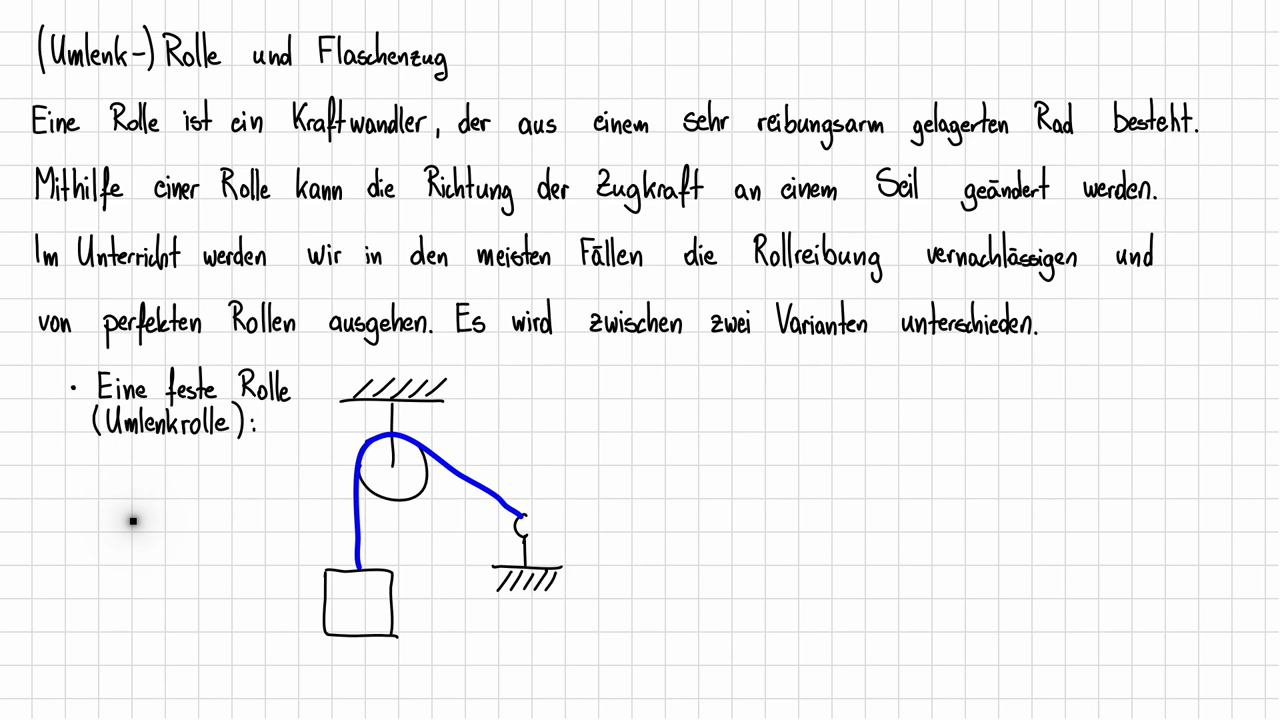 (Umlenk-) Rolle und Flaschenzug
Eine Rolle ist ein Kraftwandler, der aus einem sehr reibungsarm gelagerten Rad besteht.
Mithilfe einer Rolle kann die Richtung der Zugkraft an einem Seil geändert werden.
Im Unterricht werden wir in den meisten Fällen die Rollreibung vernachlässigen und
von perfekten Rollen ausgehen. Es wird zwischen zwei Varianten unterschieden.
· Eine feste Rolle
(Umlenkrolle):